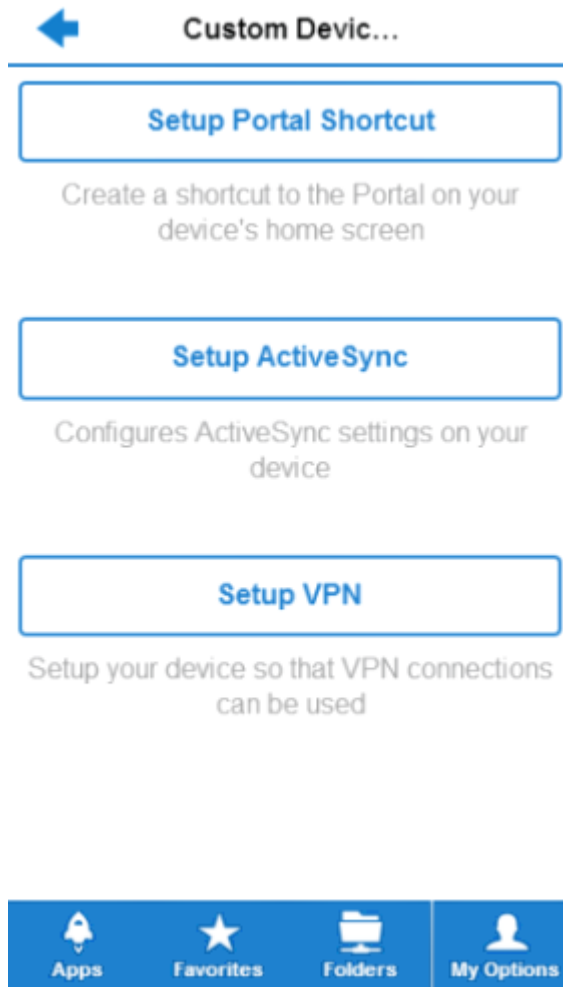 Custom Devic...
Setup Portal Shortcut
Create a shortcut to the Portal on your
device's home screen
Setup ActiveSync
Configures ActiveSync settings on your
device
Setup VPN
Setup your device so that VPN connections
can be used
Apps Favorites Folders My Options